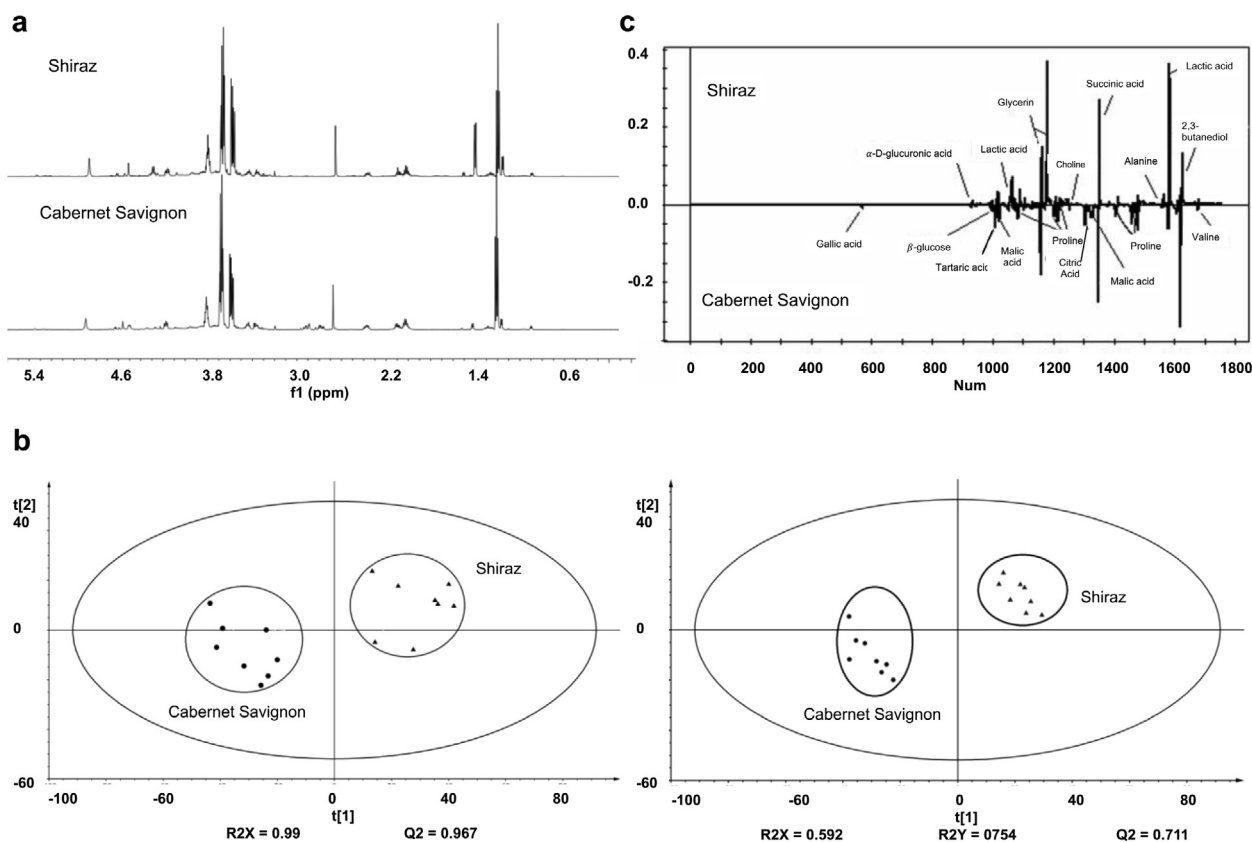 a
Shiraz
Cabernet Savignon
5.4 4.6 3.8 3.0 2.2 1.4 0.6
f1 (ppm)
c
0.4
0.2
0.0
-0.2
Shiraz
Cabernet Savignon
Lactic acid
Succinic acid
Glycerin
2,3-
butanediol
Lactic acid
α-D-glucuronic acid
Choline
Alanine
Gallic acid
β-glucose
Tartaric acid
Malic
acid
Proline
Citric
Acid
Malic acid
Proline
Valine
0 200 400 600 800 1000 1200 1400 1600 1800
Num
b
t[2]
40
0
-60
Shiraz
Cabernet Savignon
-100 -60 0 40 80
t[1]
R2X = 0.99 Q2 = 0.967
t[2]
40
0
-60
Shiraz
Cabernet Savignon
-100 -60 0 40 80
t[1]
R2X = 0.592 R2Y = 0754 Q2 = 0.711